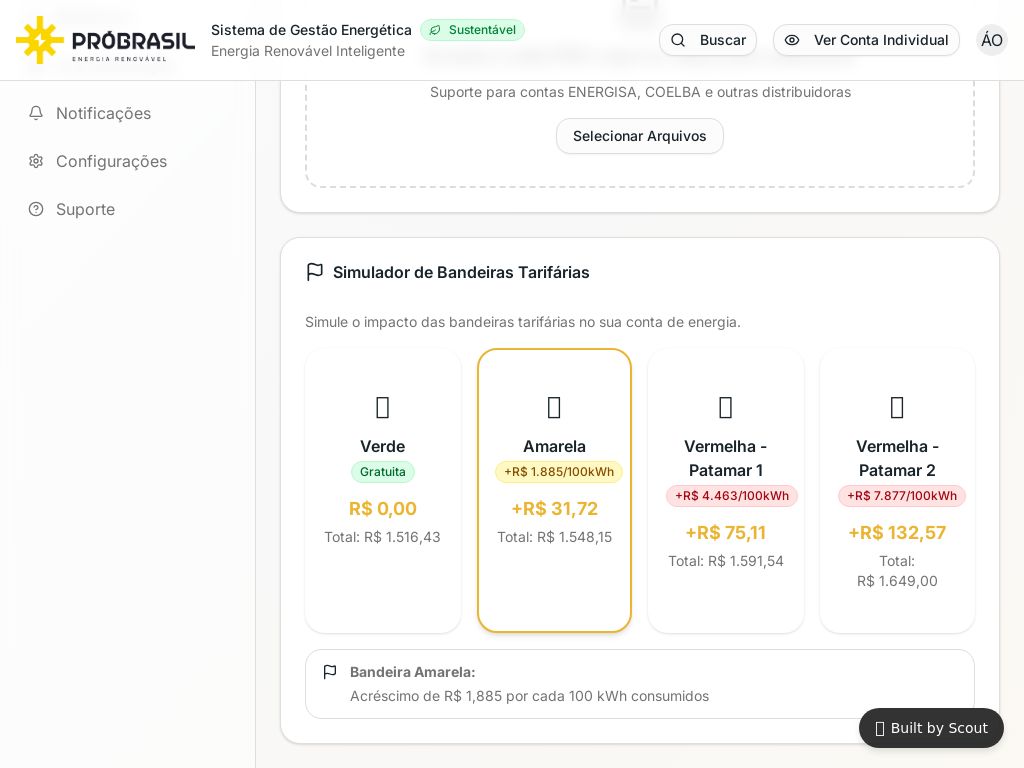 PRÓBRASIL
ENERGIA RENOVÁVEL
Sistema de Gestão Energética
Sustentável
Energia Renovável Inteligente
Buscar
Ver Conta Individual
ÁO
Notificações
Configurações
Suporte
Suporte para contas ENERGISA, COELBA e outras distribuidoras
Selecionar Arquivos
Simulador de Bandeiras Tarifárias
Simule o impacto das bandeiras tarifárias no sua conta de energia.
Verde
Gratuita
R$ 0,00
Total: R$ 1.516,43
Amarela
+R$ 1.885/100kWh
+R$ 31,72
Total: R$ 1.548,15
Vermelha -
Patamar 1
+R$ 4.463/100kWh
+R$ 75,11
Total: R$ 1.591,54
Vermelha -
Patamar 2
+R$ 7.877/100kWh
+R$ 132,57
Total:
R$ 1.649,00
Bandeira Amarela:
Acréscimo de R$ 1,885 por cada 100 kWh consumidos
Built by Scout